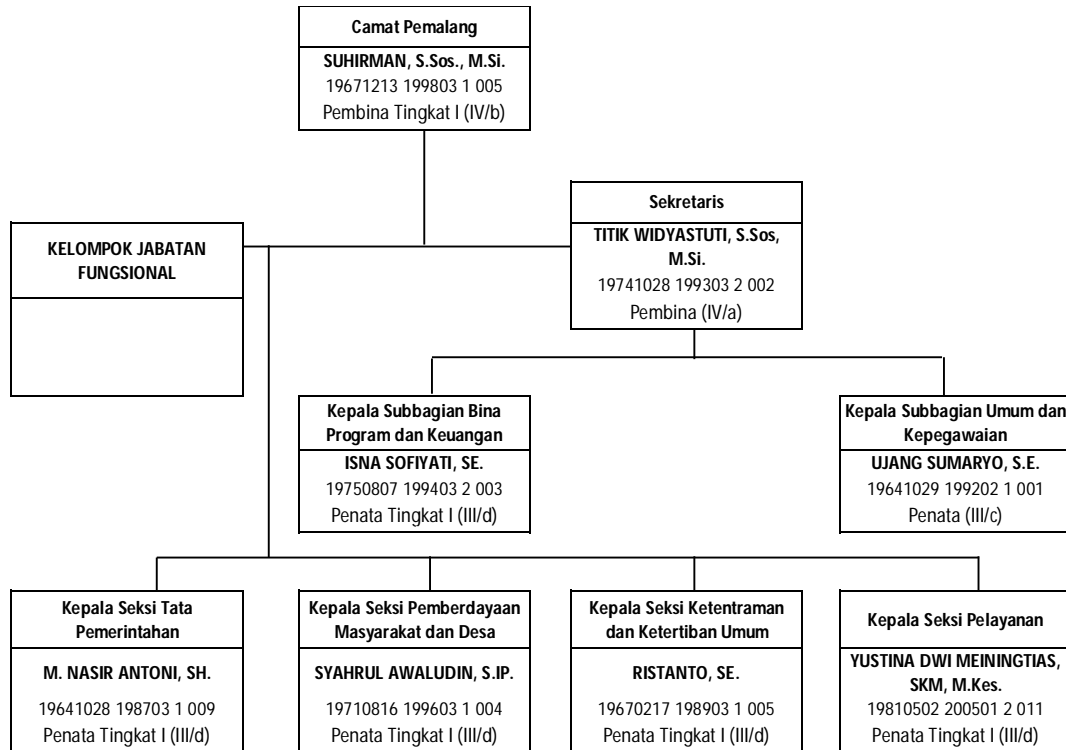 Camat Pemalang
SUHIRMAN, S.Sos., M.Si.
19671213 199803 1 005
Pembina Tingkat I (IV/b)
Sekretaris
TITIK WIDYASTUTI, S.Sos,
M.Si.
19741028 199303 2 002
Pembina (IV/a)
KELOMPOK JABATAN
FUNGSIONAL
Kepala Subbagian Bina
Program dan Keuangan
ISNA SOFIYATI, SE.
19750807 199403 2 003
Penata Tingkat I (III/d)
Kepala Subbagian Umum dan
Kepegawaian
UJANG SUMARYO, S.E.
19641029 199202 1 001
Penata (III/c)
Kepala Seksi Tata
Pemerintahan
M. NASIR ANTONI, SH.
19641028 198703 1 009
Penata Tingkat I (III/d)
Kepala Seksi Pemberdayaan
Masyarakat dan Desa
SYAHRUL AWALUDIN, S.IP.
19710816 199603 1 004
Penata Tingkat I (III/d)
Kepala Seksi Ketentraman
dan Ketertiban Umum
RISTANTO, SE.
19670217 198903 1 005
Penata Tingkat I (III/d)
Kepala Seksi Pelayanan
YUSTINA DWI MEININGTIAS,
SKM, M.Kes.
19810502 200501 2 011
Penata Tingkat I (III/d)